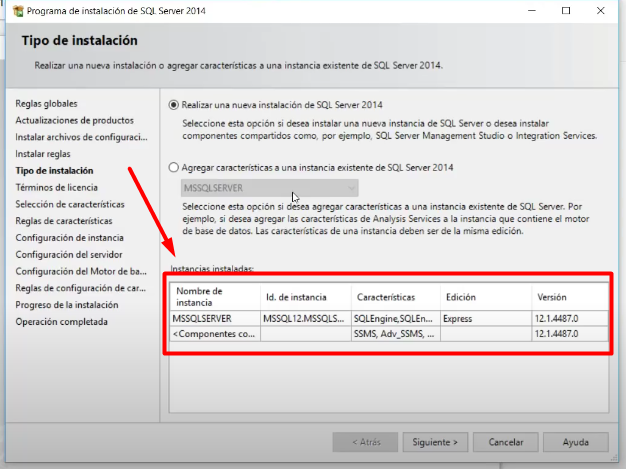 Programa de instalación de SQL Server 2014
Tipo de instalación
Realizar una nueva instalación o agregar características a una instancia existente de SQL Server 2014.
Reglas globales
Actualizaciones de productos
Instalar archivos de configuraci...
Instalar reglas
Tipo de instalación
Términos de licencia
Selección de características
Reglas de características
Configuración de instancia
Configuración del servidor
Configuración del Motor de ba...
Reglas de configuración de car...
Progreso de la instalación
Operación completada
Realizar una nueva instalación de SQL Server 2014
Seleccione esta opción si desea instalar una nueva instancia de SQL Server o desea instalar
componentes compartidos como, por ejemplo, SQL Server Management Studio o Integration Services.
Agregar características a una instancia existente de SQL Server 2014
MSSQLSERVER
Seleccione esta opción si desea agregar características a una instancia existente de SQL Server. Por
ejemplo, si desea agregar las características de Analysis Services a la instancia que contiene el motor
de base de datos. Las características de una instancia deben ser de la misma edición.
Instancias instaladas:
Nombre de instancia Id. de instancia Características Edición Versión
MSSQLSERVER MSSQL12.MSSQLS... SQLEngine,SQLEn... Express 12.1.4487.0
<Componentes co... SSMS, Adv_SSMS, ... 12.1.4487.0
< Atrás Siguiente > Cancelar Ayuda